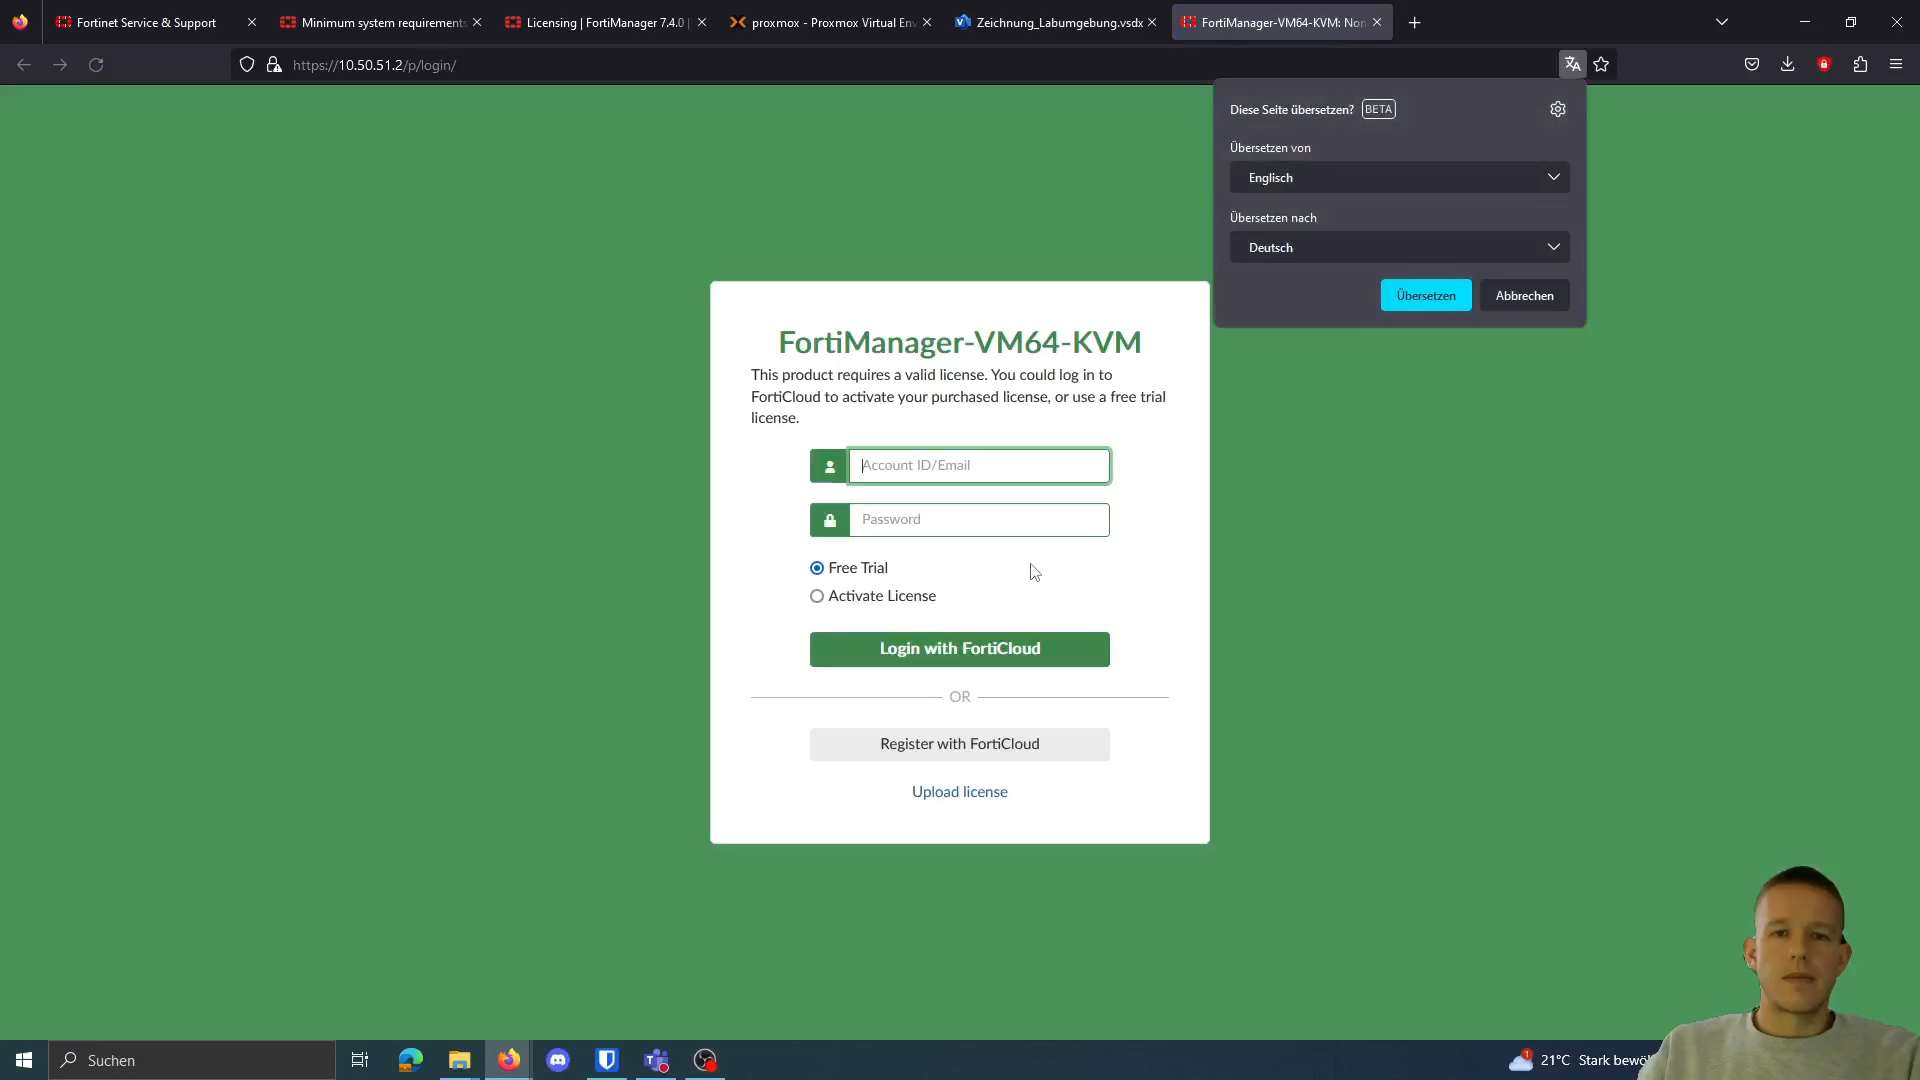 Fortinet Service & Support
Minimum system requirements
Licensing | FortiManager 7.4.0 |
proxmox - Proxmox Virtual Env
Zeichnung_Labumgebung.vsdx
FortiManager-VM64-KVM: Non
https://10.50.51.2/p/login/
Diese Seite übersetzen? BETA
Übersetzen von
Englisch
Übersetzen nach
Deutsch
Übersetzen
Abbrechen
FortiManager-VM64-KVM
This product requires a valid license. You could log in to
FortiCloud to activate your purchased license, or use a free trial
license.
Account ID/Email
Password
Free Trial
Activate License
Login with FortiCloud
OR
Register with FortiCloud
Upload license
Suchen
1
21°C Stark bewöl